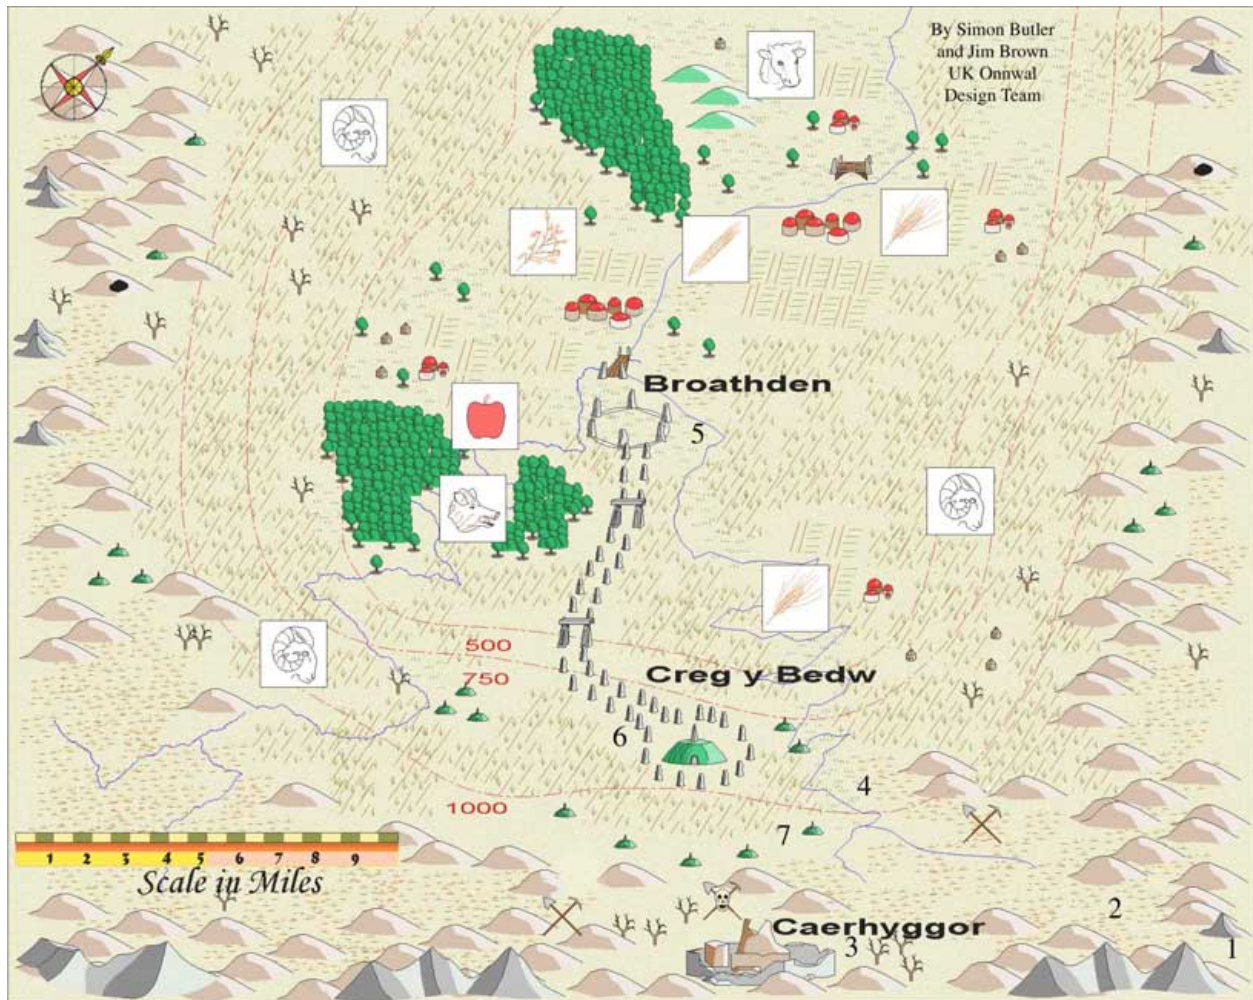 By Simon Butler
and Jim Brown
UK Onnwal
Design Team
Broathden
5
500
Creg y Bedw
750
6
4
1000
7
1 2 3 4 5 6 7 8 9
Scale in Miles
2
Caerhyggor
3
1